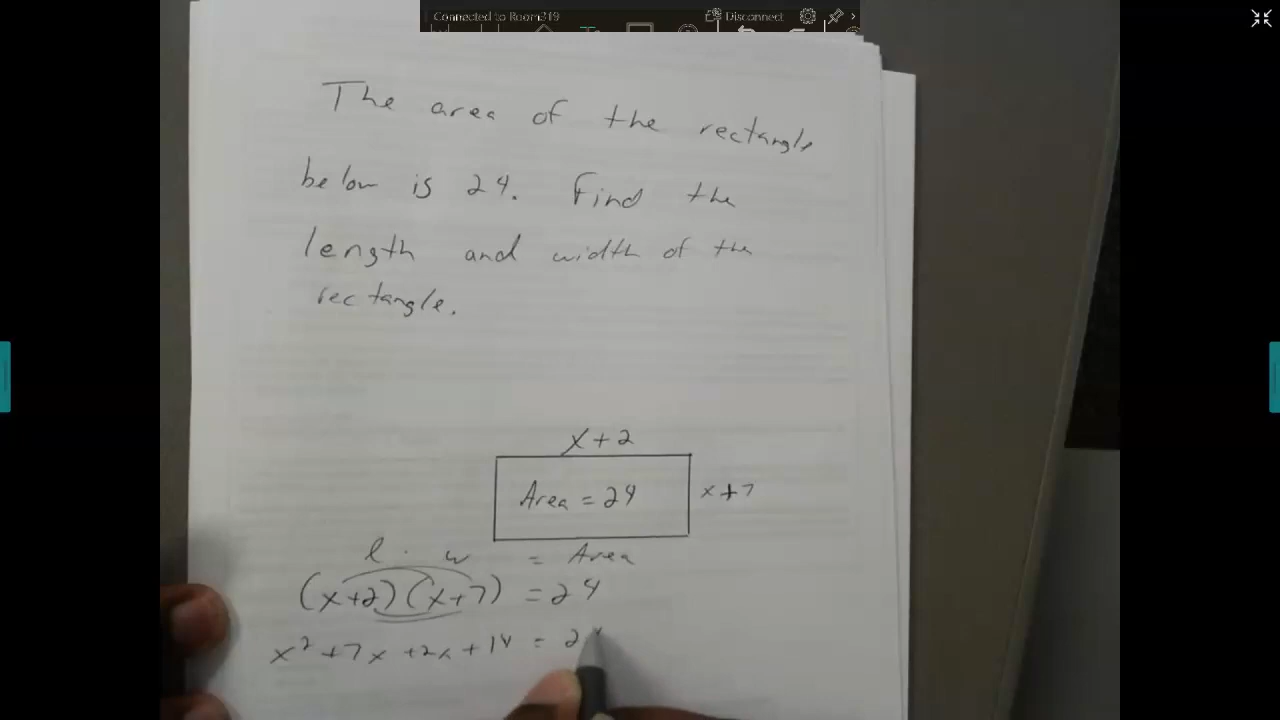 Connected to Room319 Disconnect
The area of the rectangle
below is 24. Find the
length and width of the
rectangle.
x+2
Area = 24
x+7
l · w = Area
(x+2)(x+7) = 24
x² +7x +2x +14 = 24